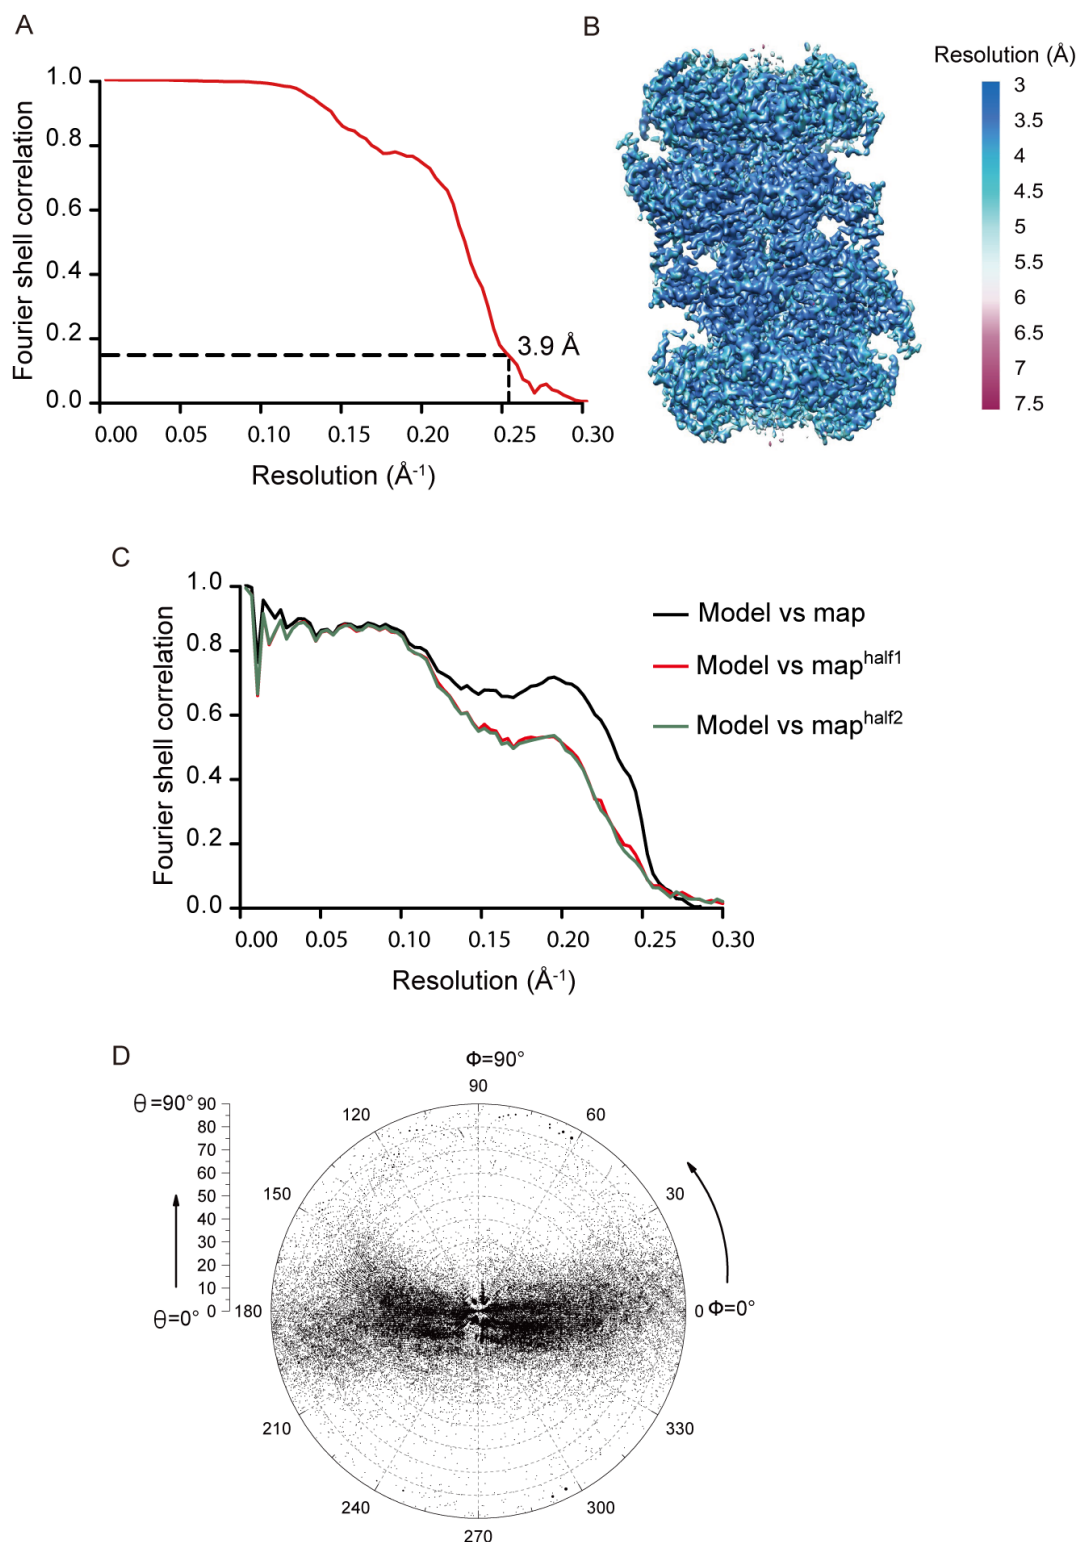 A
Fourier shell correlation
1.0
0.8
0.6
0.4
0.2
0.0
3.9 Å
0.00 0.05 0.10 0.15 0.20 0.25 0.30
Resolution (Å⁻¹)
B
Resolution (Å)
3
3.5
4
4.5
5
5.5
6
6.5
7
7.5
C
Fourier shell correlation
1.0
0.8
0.6
0.4
0.2
0.0
0.00 0.05 0.10 0.15 0.20 0.25 0.30
Resolution (Å⁻¹)
Model vs map
Model vs map^half1
Model vs map^half2
D
Φ=90°
θ=90°
90
80
70
60
50
40
30
20
10
0
θ=0°
90
120
60
150
30
180
0 Φ=0°
210
330
240
300
270